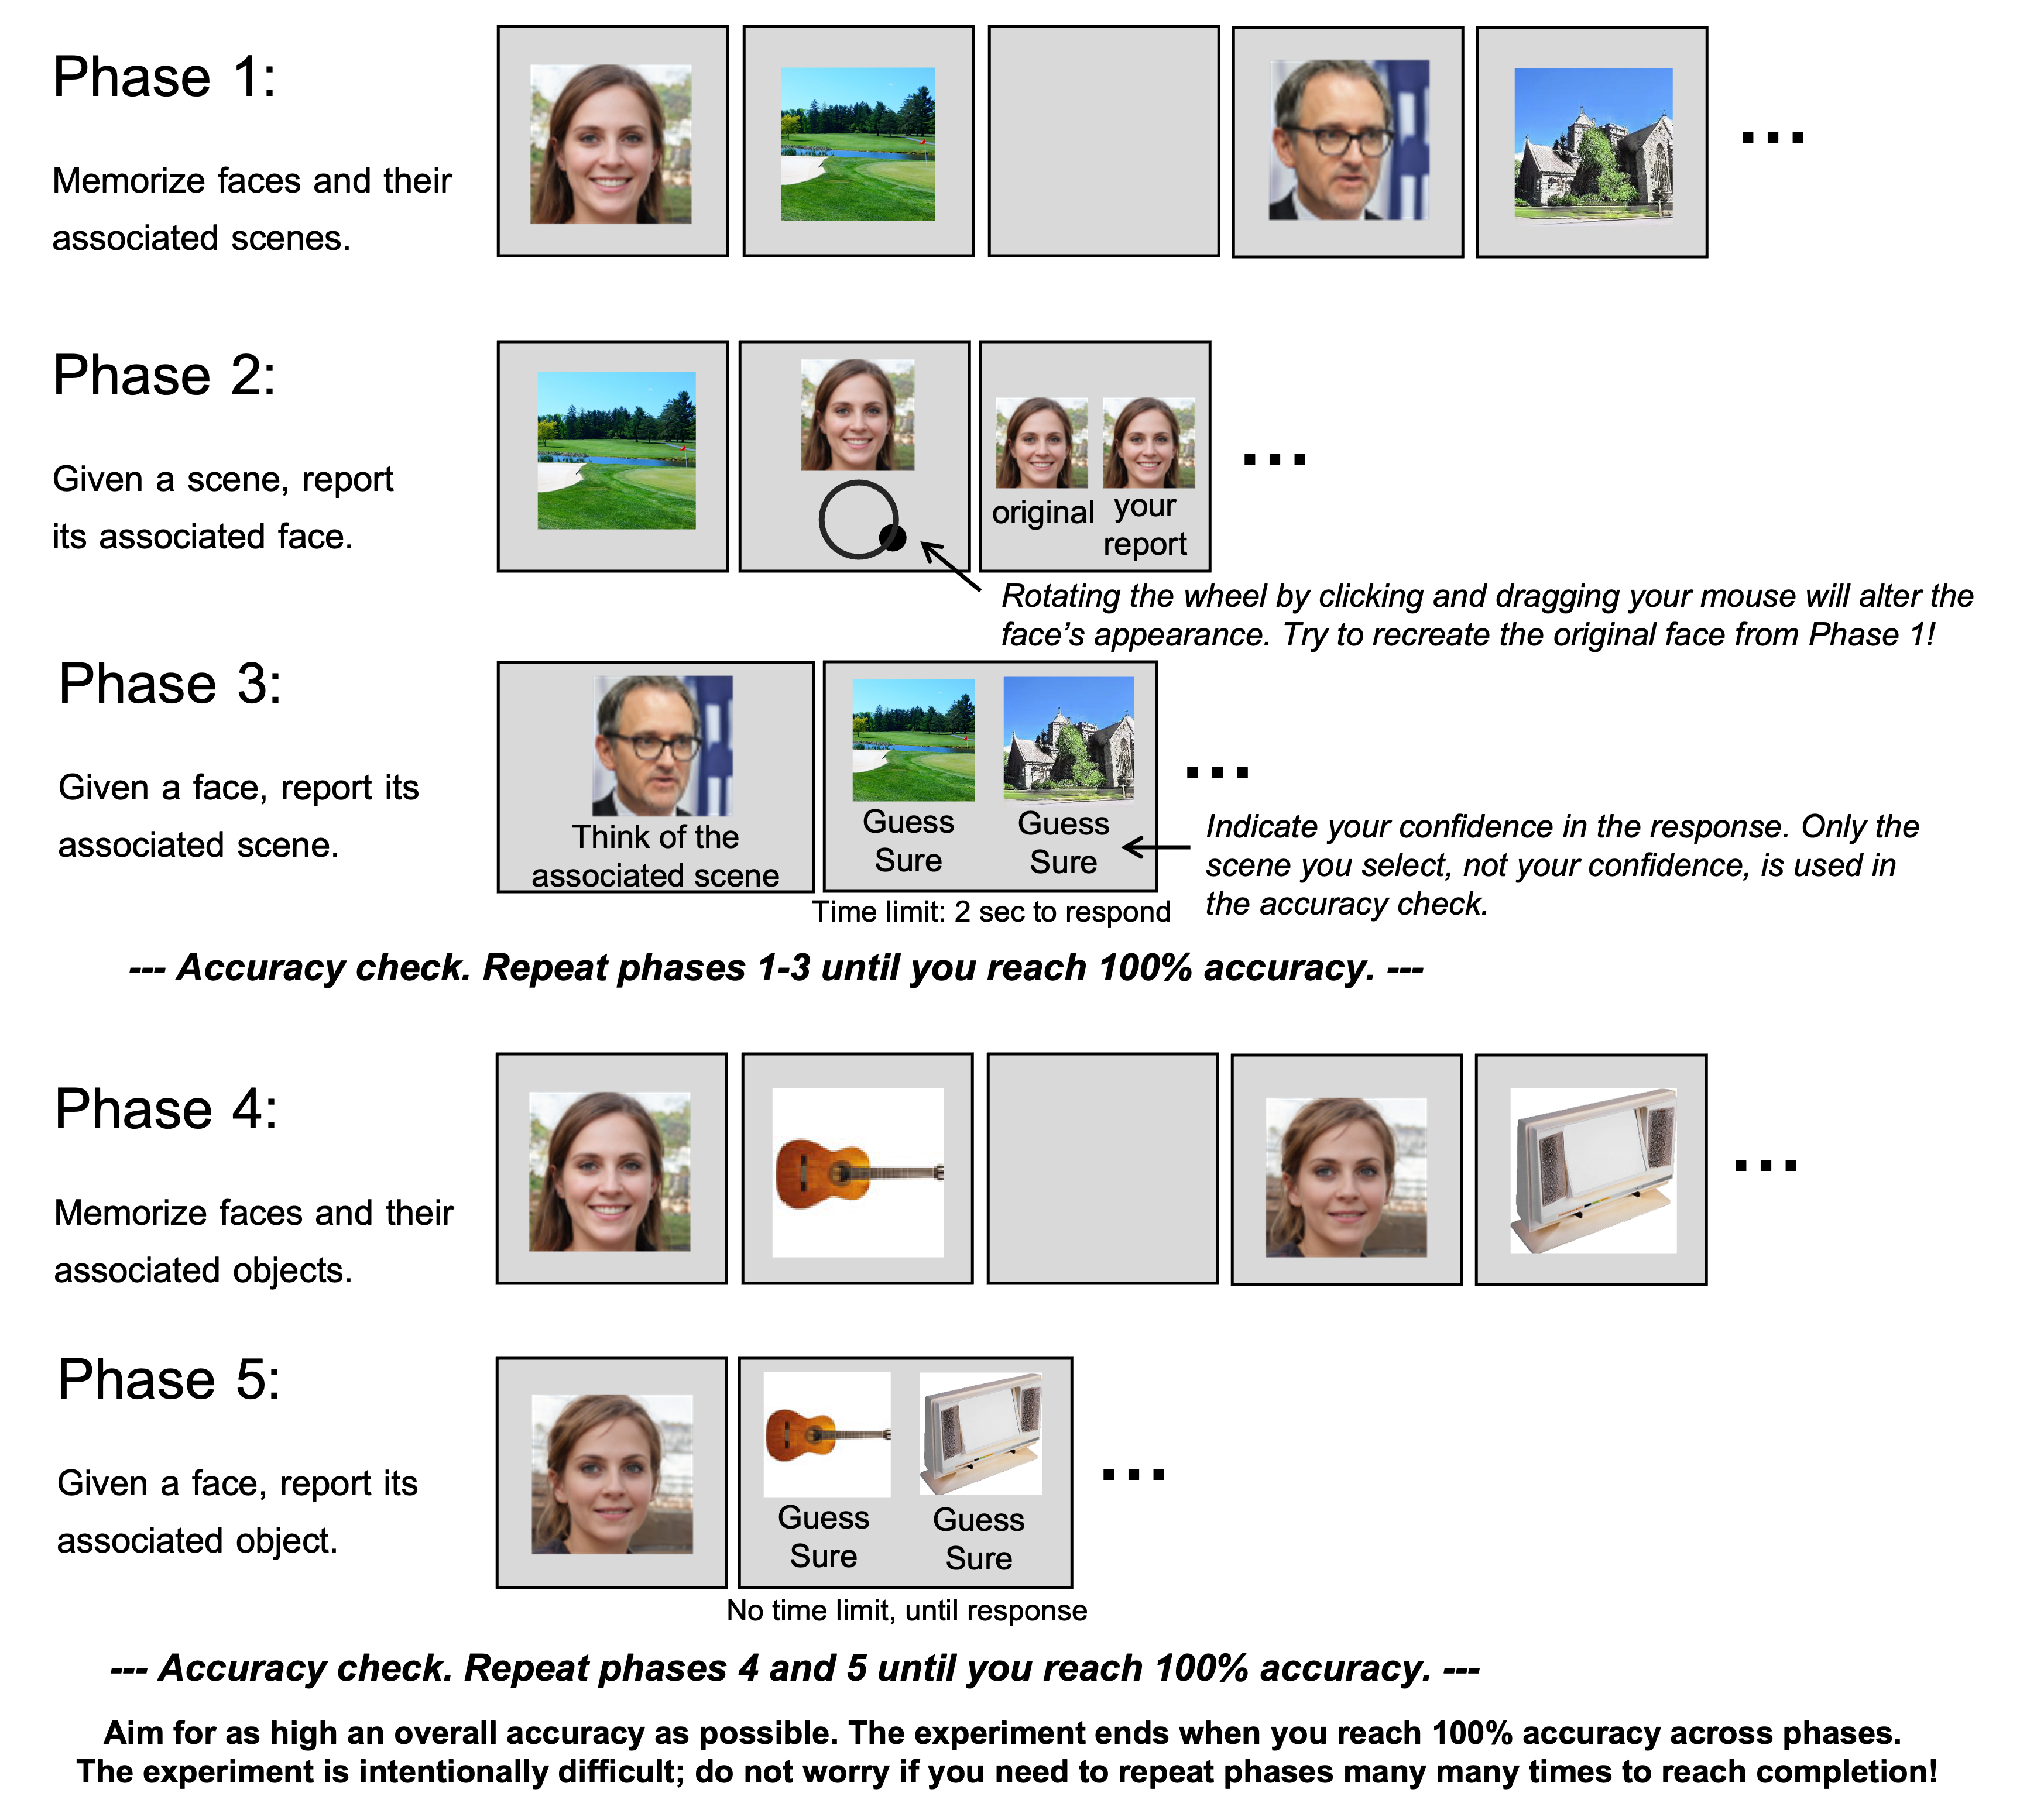 Phase 1:
Memorize faces and their
associated scenes.
...
Phase 2:
Given a scene, report
its associated face.
original
your
report
...
Rotating the wheel by clicking and dragging your mouse will alter the
face’s appearance. Try to recreate the original face from Phase 1!
Phase 3:
Given a face, report its
associated scene.
Think of the
associated scene
Guess
Sure
Guess
Sure
...
Time limit: 2 sec to respond
Indicate your confidence in the response. Only the
scene you select, not your confidence, is used in
the accuracy check.
--- Accuracy check. Repeat phases 1-3 until you reach 100% accuracy. ---
Phase 4:
Memorize faces and their
associated objects.
...
Phase 5:
Given a face, report its
associated object.
Guess
Sure
Guess
Sure
...
No time limit, until response
--- Accuracy check. Repeat phases 4 and 5 until you reach 100% accuracy. ---
Aim for as high an overall accuracy as possible. The experiment ends when you reach 100% accuracy across phases.
The experiment is intentionally difficult; do not worry if you need to repeat phases many many times to reach completion!